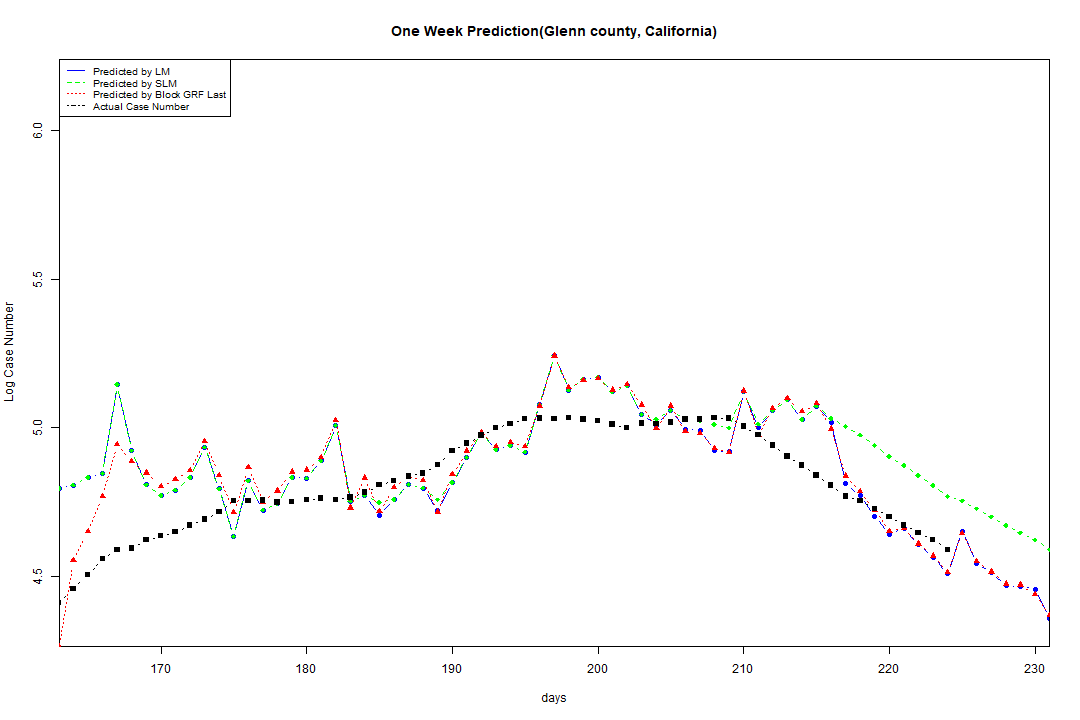 One Week Prediction(Glenn county, California)
Predicted by LM
Predicted by SLM
Predicted by Block GRF Last
Actual Case Number
6.0
5.5
5.0
4.5
Log Case Number
170 180 190 200 210 220 230
days